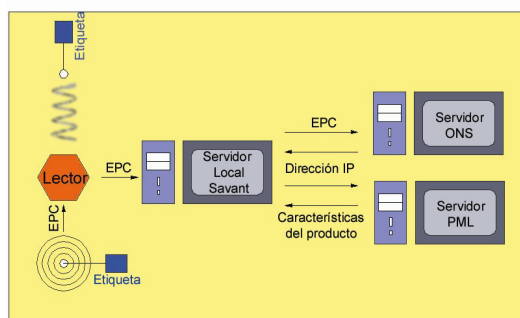 Etiqueta
Lector
EPC
EPC
Etiqueta
Servidor
Local
Savant
EPC
Dirección IP
Características
del producto
Servidor
ONS
Servidor
PML